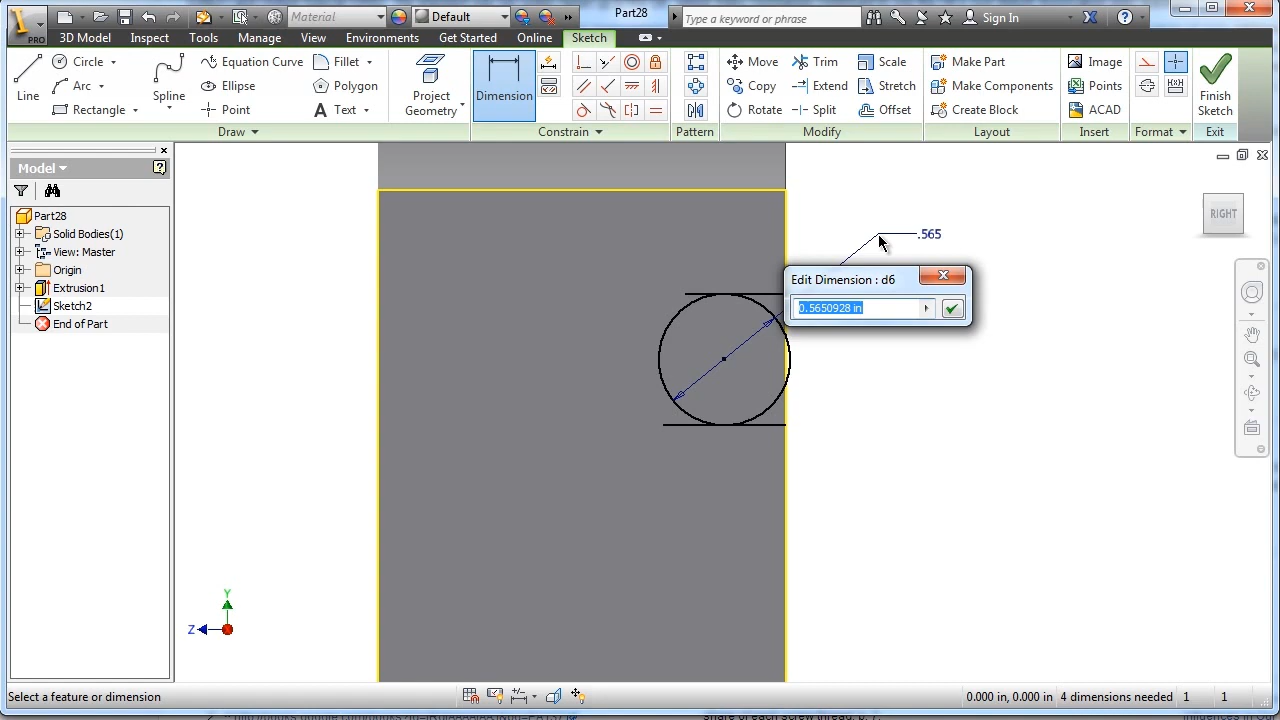 PRO
Material
Default
Part28
Type a keyword or phrase
Sign In
3D Model Inspect Tools Manage View Environments Get Started Online Sketch
Line
Circle
Arc
Rectangle
Spline
Equation Curve
Ellipse
Point
Fillet
Polygon
A Text
Project Geometry
Dimension
Move
Copy
Rotate
Trim
Extend
Split
Scale
Stretch
Offset
Make Part
Make Components
Create Block
Image
Points
ACAD
Finish Sketch
Draw Constrain Pattern Modify Layout Insert Format Exit
Model
Part28
Solid Bodies(1)
View: Master
Origin
Extrusion1
Sketch2
End of Part
RIGHT
.565
Edit Dimension : d6
0.5650928 in
Y
Z
Select a feature or dimension
0.000 in, 0.000 in 4 dimensions needed 1 1